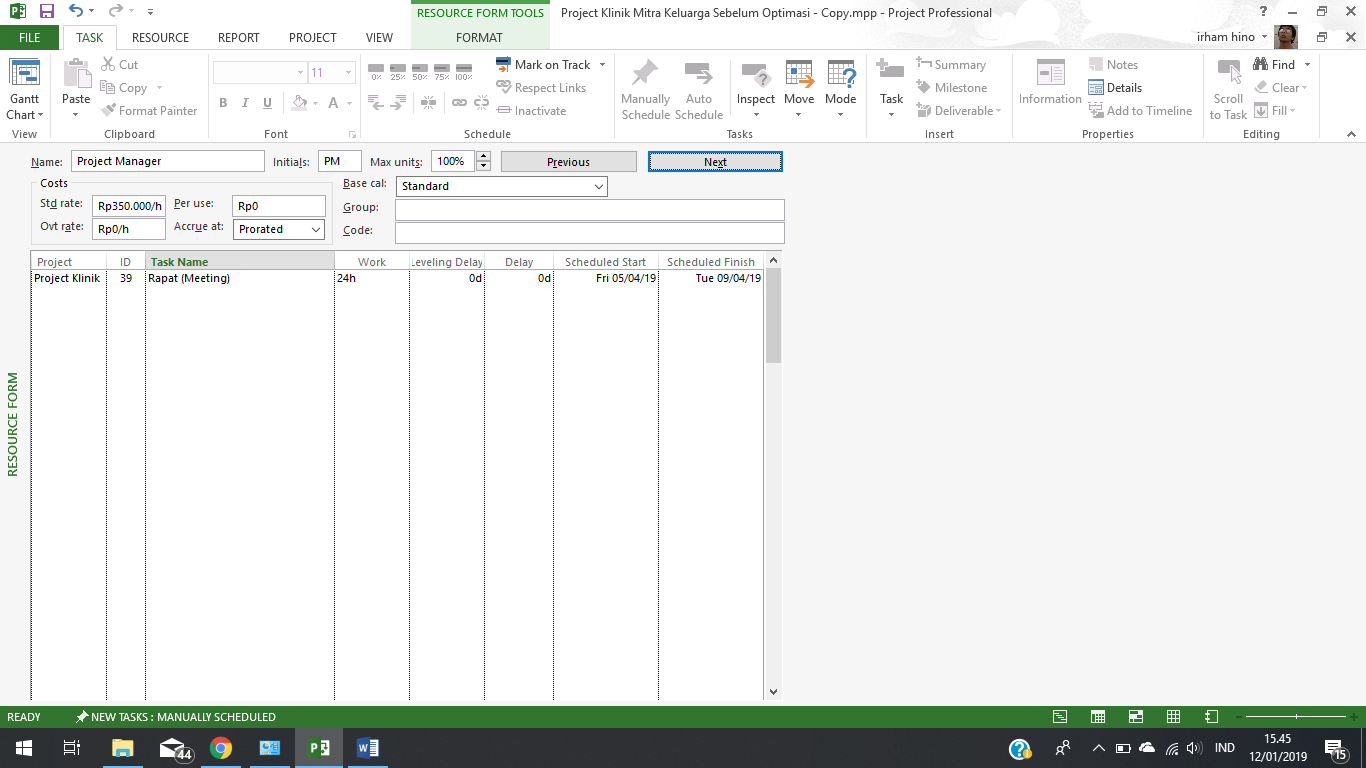 RESOURCE FORM TOOLS Project Klinik Mitra Keluarga Sebelum Optimasi - Copy.mpp - Project Professional ?
FILE TASK RESOURCE REPORT PROJECT VIEW FORMAT irham hino
Gantt Chart
View
Paste
Cut
Copy
Format Painter
Clipboard
11
B I U A
Font
0% 25% 50% 75% 100%
Mark on Track
Respect Links
Inactivate
Schedule
Manually Schedule
Auto Schedule
Inspect
Move
Mode
Tasks
Task
Summary
Milestone
Deliverable
Insert
Information
Notes
Details
Add to Timeline
Properties
Scroll to Task
Find
Clear
Fill
Editing
Name: Project Manager Initials: PM Max units: 100% Previous Next
Costs
Std rate: Rp350.000/h Per use: Rp0
Ovt rate: Rp0/h Accrue at: Prorated
Base cal: Standard
Group:
Code:
Project ID Task Name Work Leveling Delay Delay Scheduled Start Scheduled Finish
Project Klinik 39 Rapat (Meeting) 24h 0d 0d Fri 05/04/19 Tue 09/04/19
RESOURCE FORM
READY NEW TASKS : MANUALLY SCHEDULED
44
IND
15.45
12/01/2019
15